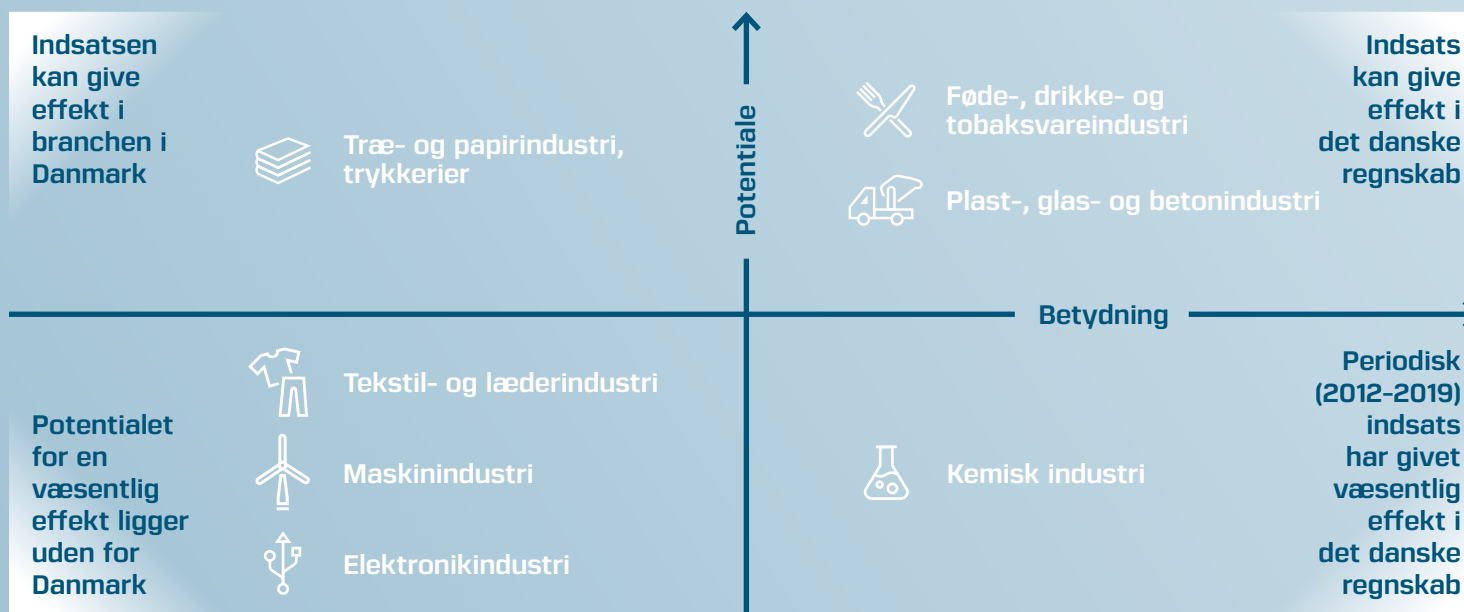 Indsatsen
kan give
effekt i
branchen i
Danmark
Træ- og papirindustri,
trykkerier
Potentiale
Føde-, drikke- og
tobaksvareindustri
Plast-, glas- og betonindustri
Indsats
kan give
effekt i
det danske
regnskab
Betydning
Tekstil- og læderindustri
Maskinindustri
Elektronikindustri
Potentialet
for en
væsentlig
effekt ligger
uden for
Danmark
Kemisk industri
Periodisk
(2012-2019)
indsats
har givet
væsentlig
effekt i
det danske
regnskab